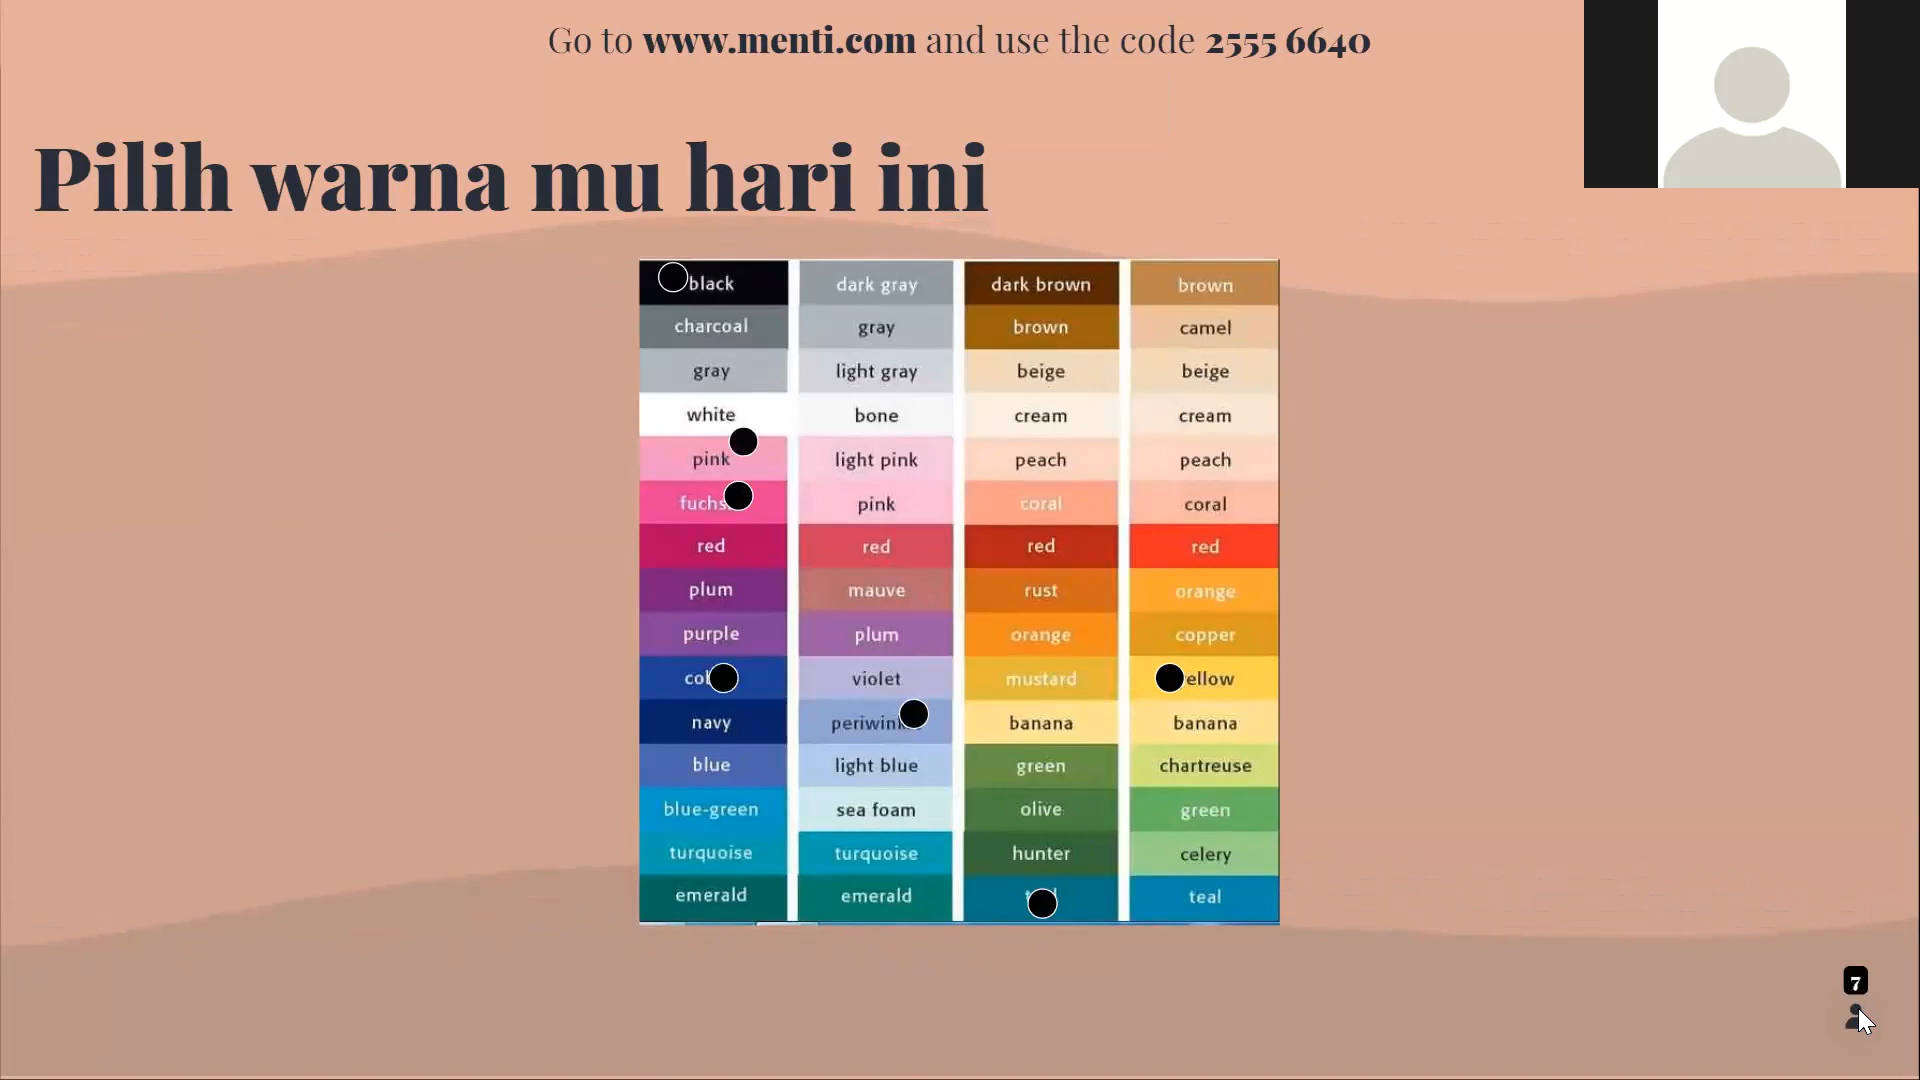 Go to www.menti.com and use the code 2555 6640
Pilih warna mu hari ini
black dark gray dark brown brown
charcoal gray brown camel
gray light gray beige beige
white bone cream cream
pink light pink peach peach
pink coral coral
red red red red
plum mauve rust orange
purple plum orange copper
violet mustard
navy banana banana
blue light blue green chartreuse
blue-green sea foam olive green
turquoise turquoise hunter celery
emerald emerald teal
7